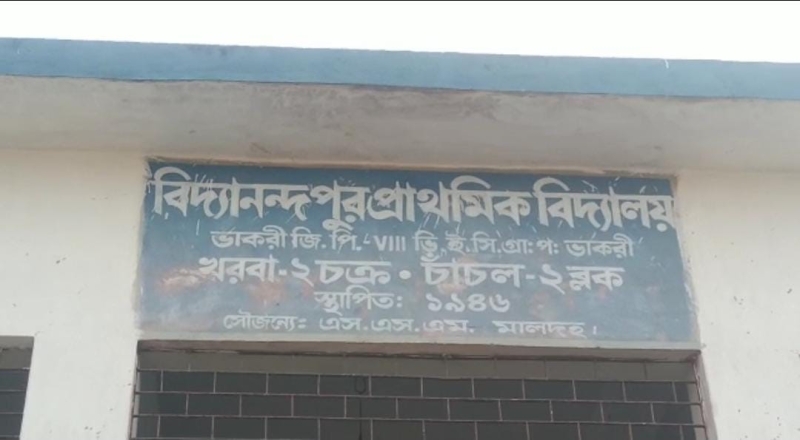 বিদ্যানন্দপুর প্রাথমিক বিদ্যালয়
ভাকরী জি.পি. VIII ভি.ই.সি.গ্রা:প: ভাকরী
খরবা-২ চক্র • চাঁচল-২ ব্লক
স্থাপিত: ১৯৪৬
সৌজন্যে: এস.এস.এম. মালদহ।